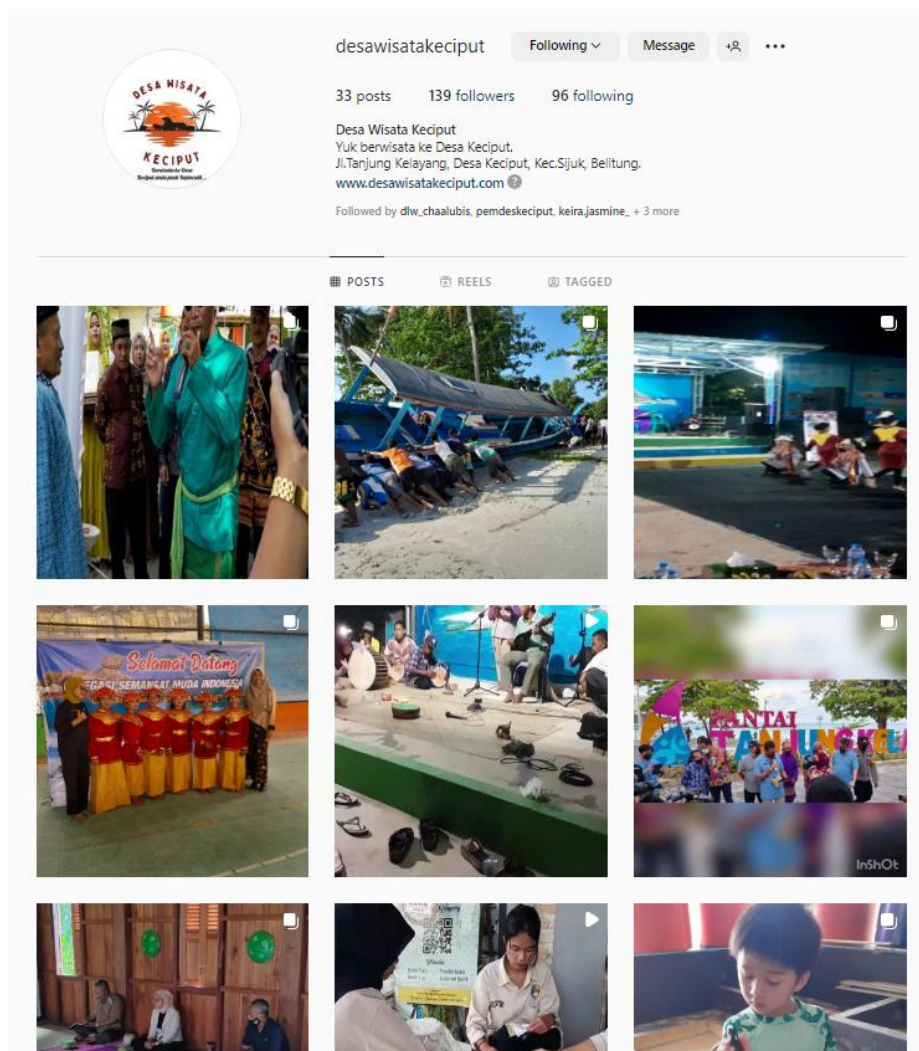 DESA WISATA
KECIPUT
desawisatakeciput
Following
Message
33 posts 139 followers 96 following
Desa Wisata Keciput
Yuk berwisata ke Desa Keciput.
Jl.Tanjung Kelayang, Desa Keciput, Kec.Sijuk, Belitung.
www.desawisatakeciput.com
Followed by dlw_chaalubis, pemdeskeciput, keira.jasmine_ + 3 more
POSTS REELS TAGGED
Selamat Datang
EGASI SEMANGAT MUDA INDONESIA
PANTAI
TANJUNG KELA
InShOt